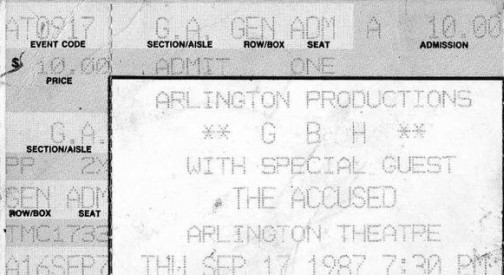 AT0917 G.A. GEN ADM A 10.00
EVENT CODE SECTION/AISLE ROW/BOX SEAT ADMISSION
$ 10.00 ADMIT ONE
PRICE
ARLINGTON PRODUCTIONS
G.A. ** G B H **
SECTION/AISLE
PP 2X WITH SPECIAL GUEST
GEN ADM THE ACCUSED
ROW/BOX SEAT
TMC1733 ARLINGTON THEATRE
A16SEP7 THU SEP 17 1987 7:30 PM